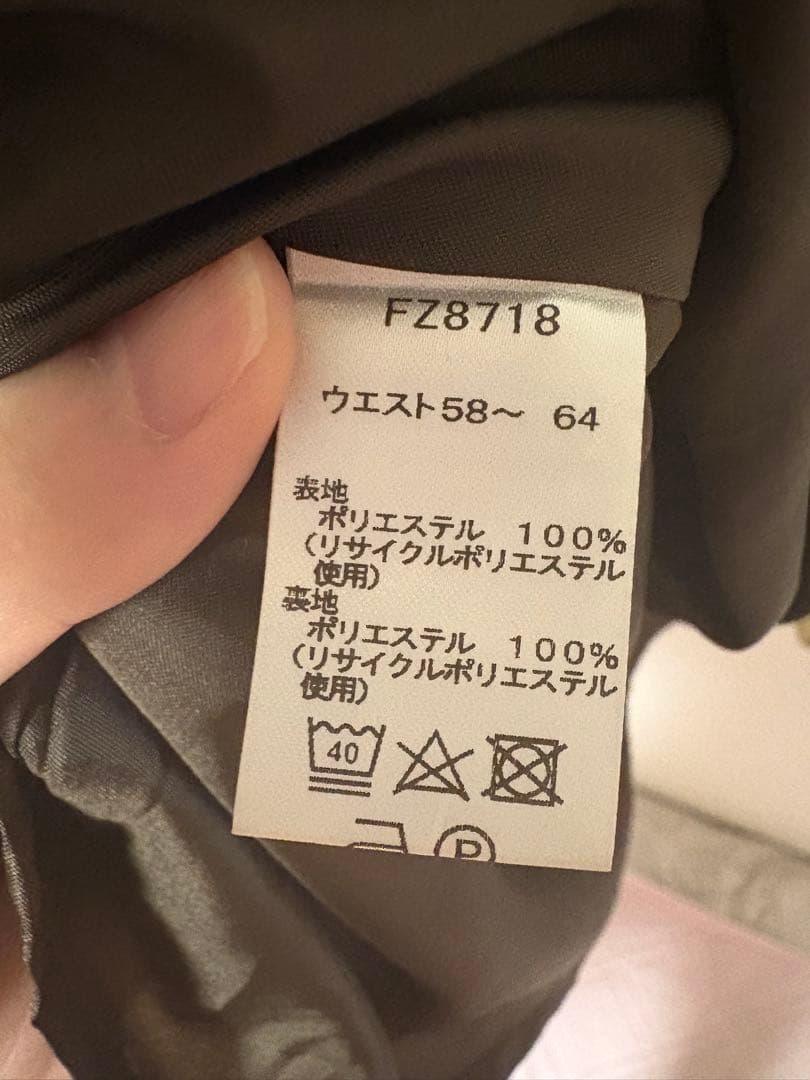 FZ8718
ウエスト58～ 64
表地
ポリエステル 100%
(リサイクルポリエステル
使用)
裏地
ポリエステル 100%
(リサイクルポリエステル
使用)
40
P